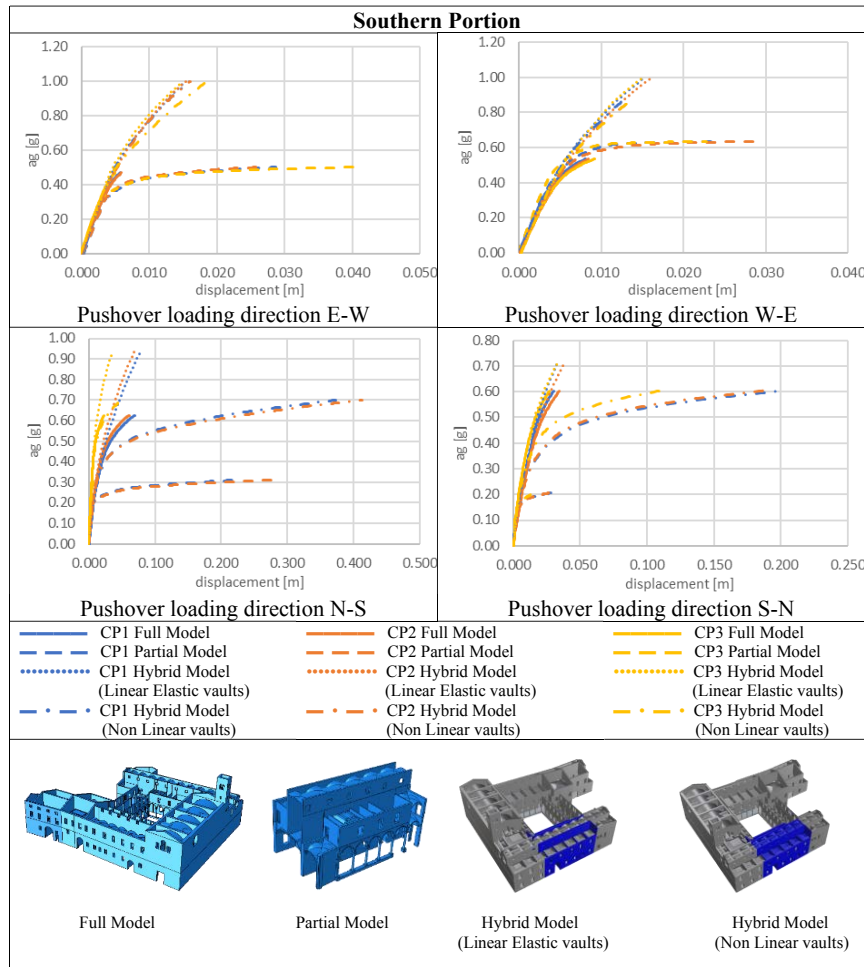 Southern Portion
1.20
1.00
0.80
0.60
0.40
0.20
0.00
ag [g]
0.000 0.010 0.020 0.030 0.040 0.050
displacement [m]
Pushover loading direction E-W
1.20
1.00
0.80
0.60
0.40
0.20
0.00
ag [g]
0.000 0.010 0.020 0.030 0.040
displacement [m]
Pushover loading direction W-E
1.00
0.90
0.80
0.70
0.60
0.50
0.40
0.30
0.20
0.10
0.00
ag [g]
0.000 0.100 0.200 0.300 0.400 0.500
displacement [m]
Pushover loading direction N-S
0.80
0.70
0.60
0.50
0.40
0.30
0.20
0.10
0.00
ag [g]
0.000 0.050 0.100 0.150 0.200 0.250
displacement [m]
Pushover loading direction S-N
CP1 Full Model
CP1 Partial Model
CP1 Hybrid Model
(Linear Elastic vaults)
CP1 Hybrid Model
(Non Linear vaults)
CP2 Full Model
CP2 Partial Model
CP2 Hybrid Model
(Linear Elastic vaults)
CP2 Hybrid Model
(Non Linear vaults)
CP3 Full Model
CP3 Partial Model
CP3 Hybrid Model
(Linear Elastic vaults)
CP3 Hybrid Model
(Non Linear vaults)
Full Model
Partial Model
Hybrid Model
(Linear Elastic vaults)
Hybrid Model
(Non Linear vaults)